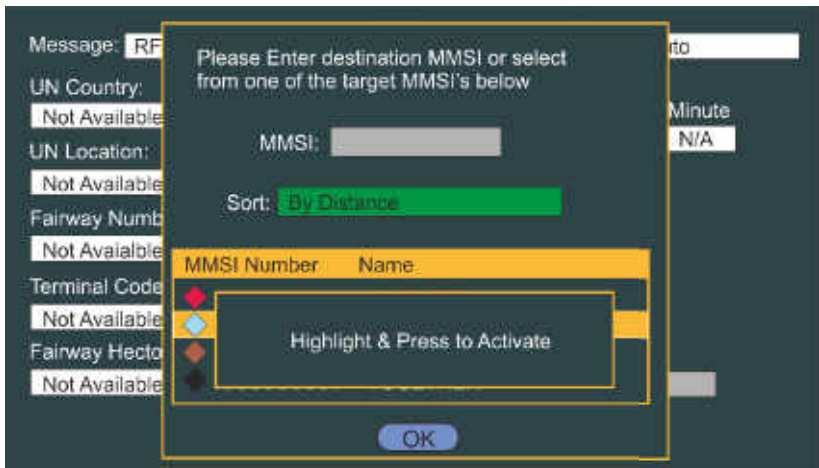 Message: RF
Please Enter destination MMSI or select
from one of the target MMSI's below
UN Country:
Not Available
Minute
N/A
MMSI:
UN Location:
Not Available
Sort: By Distance
Fairway Numb
Not Avaialble
MMSI Number Name
Terminal Code
Not Available
Highlight & Press to Activate
Fairway Hecto
Not Available
OK